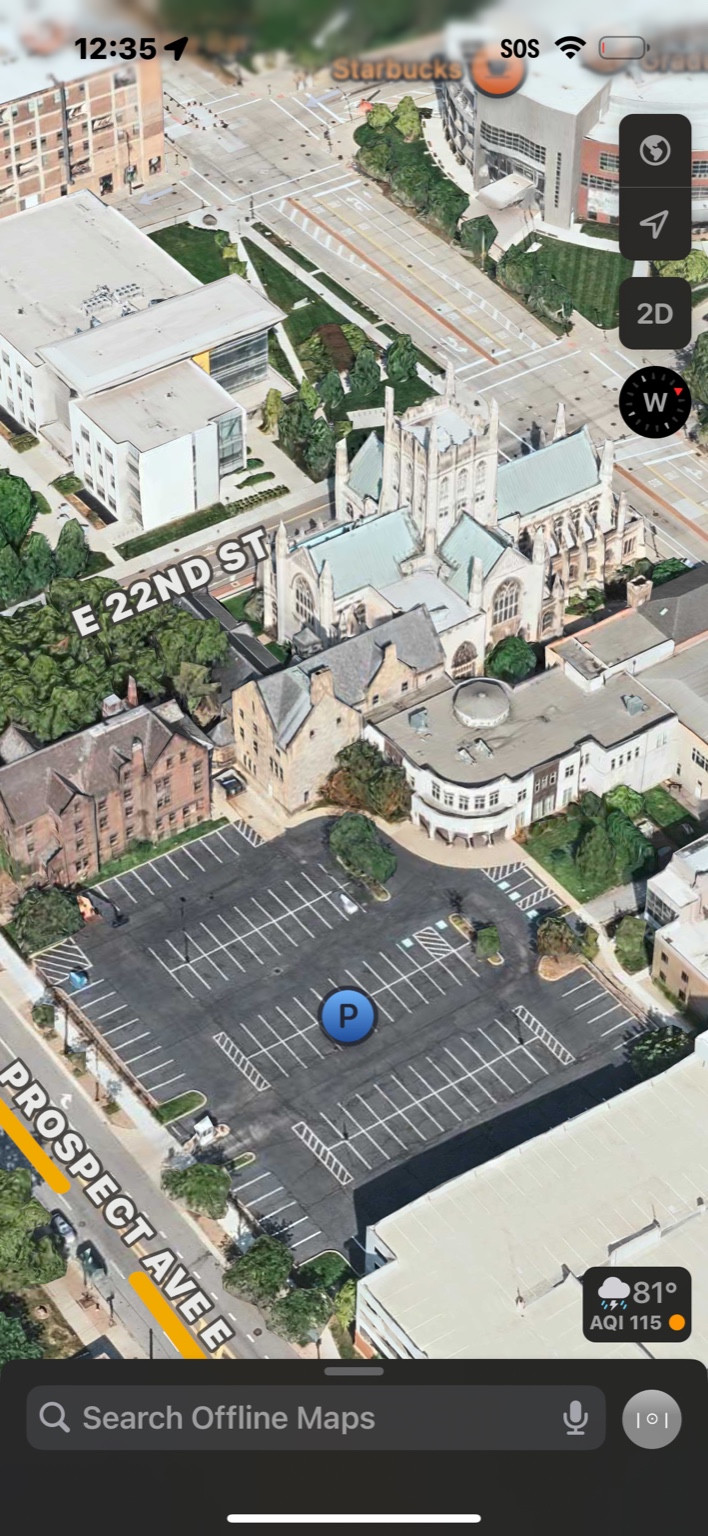 12:35
SOS
Starbucks
2D
W
E 22ND ST
P
PROSPECT AVE E
81°
AQI 115
Search Offline Maps
|⊙|